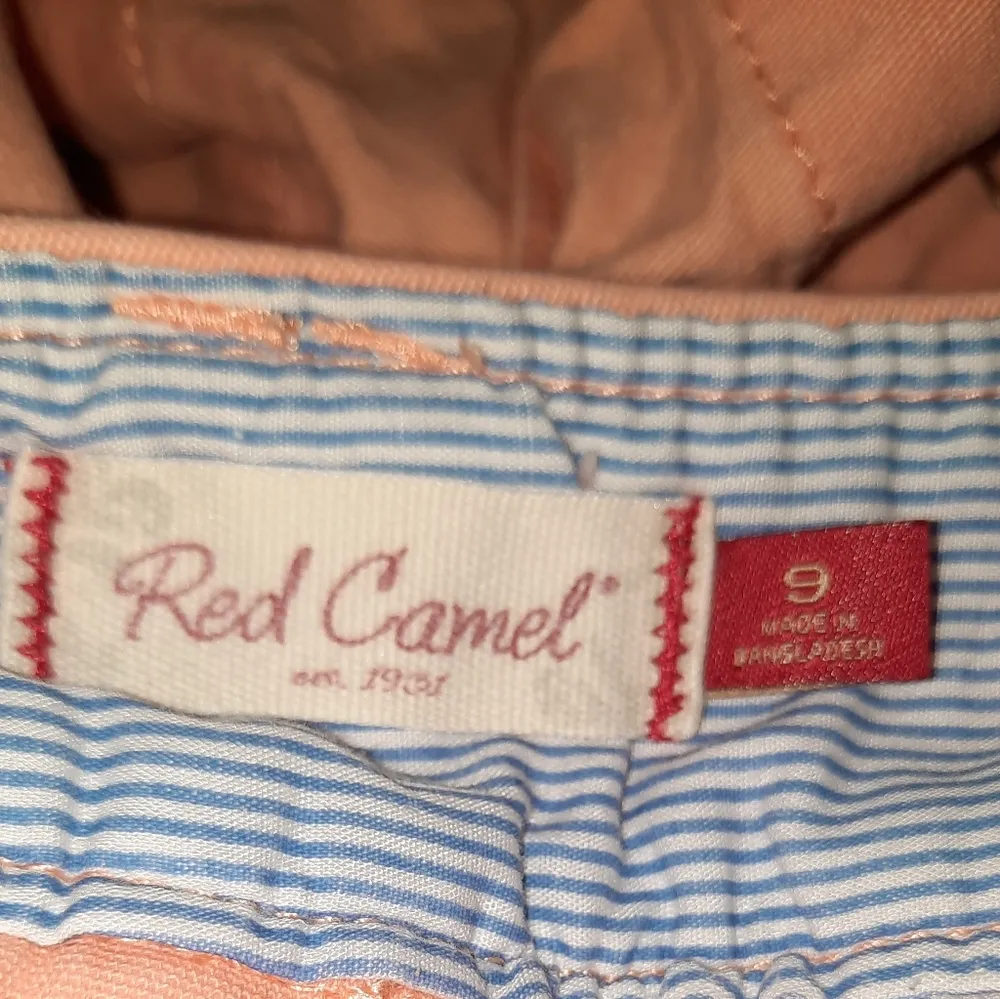 Red Camel
est. 1931
9
MADE IN
BANGLADESH